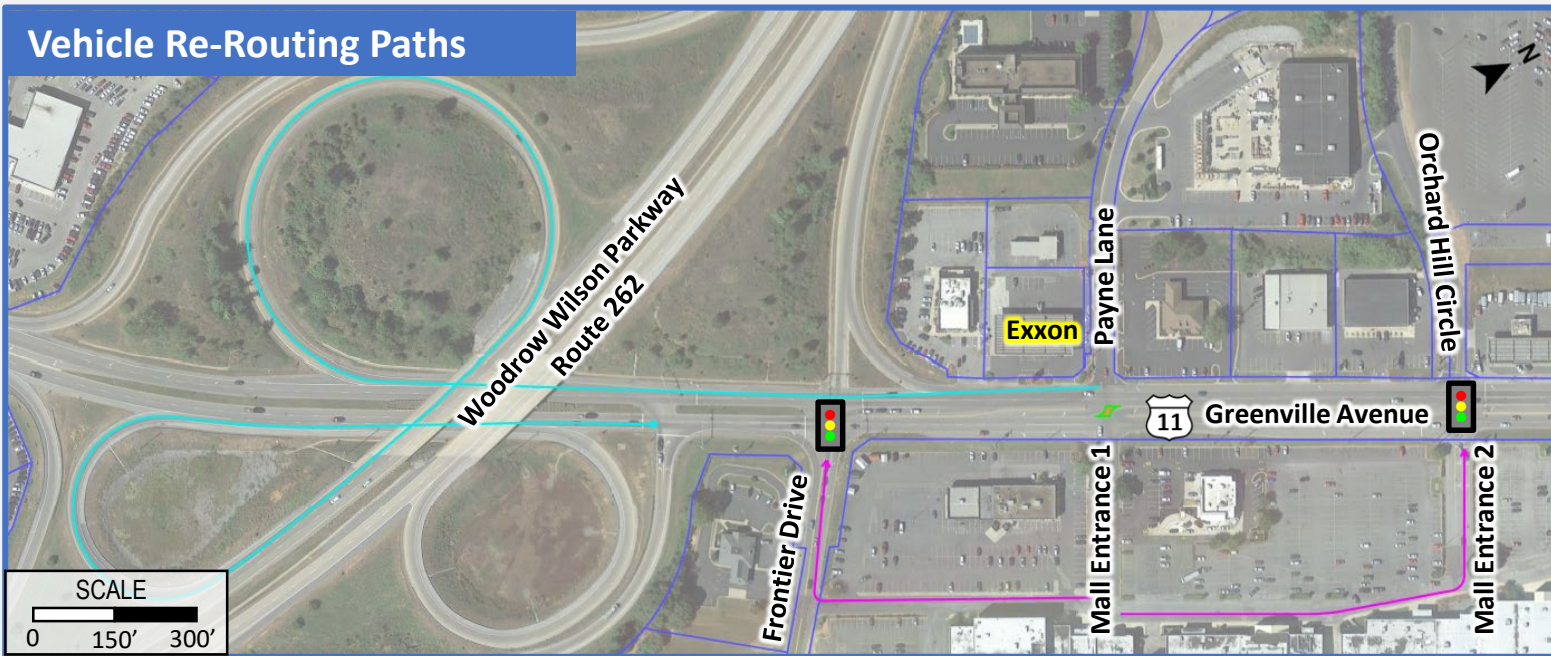 Vehicle Re-Routing Paths
N
Woodrow Wilson Parkway
Route 262
Exxon
Payne Lane
Orchard Hill Circle
11
Greenville Avenue
Frontier Drive
Mall Entrance 1
Mall Entrance 2
SCALE
0 150’ 300’